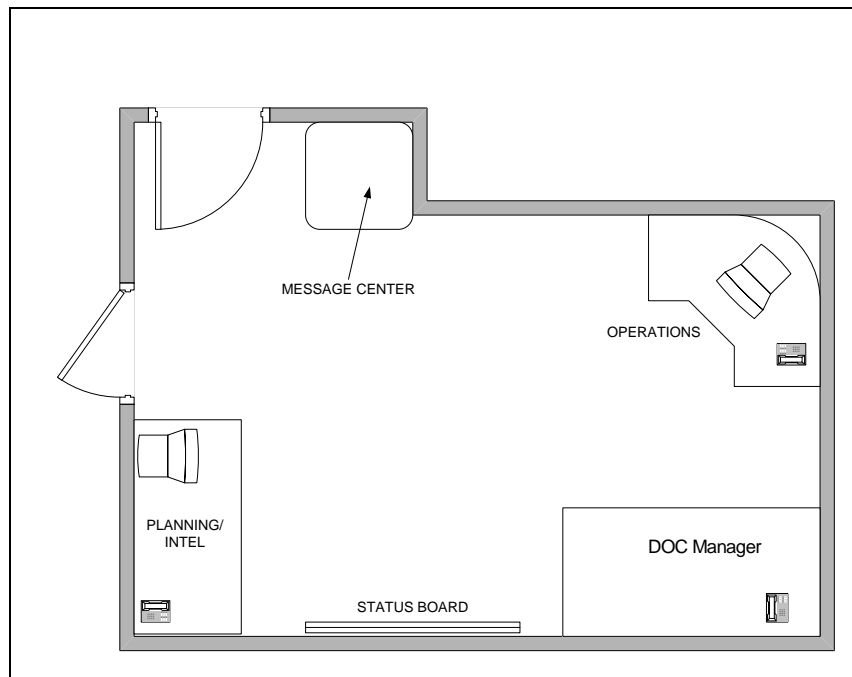 MESSAGE CENTER
OPERATIONS
PLANNING/
INTEL
DOC Manager
STATUS BOARD